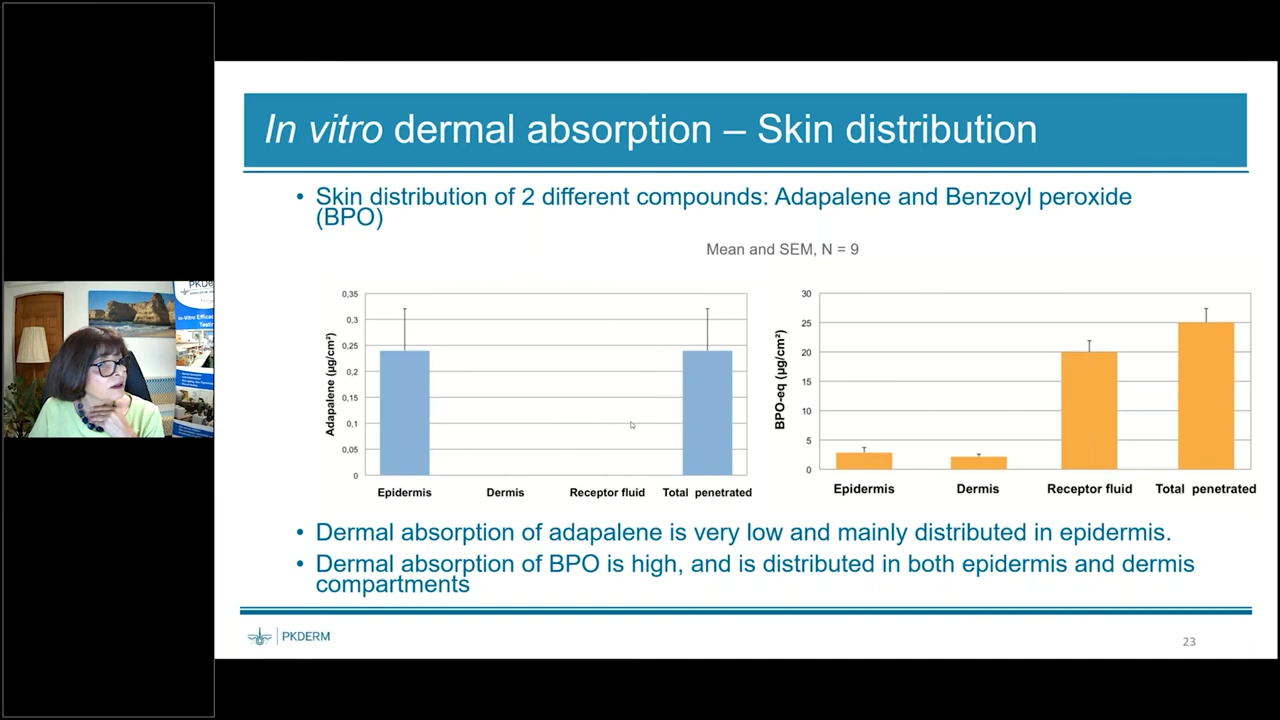 In vitro dermal absorption – Skin distribution
• Skin distribution of 2 different compounds: Adapalene and Benzoyl peroxide
(BPO)
Mean and SEM, N = 9
Adapalene (µg/cm²)
0,35
0,3
0,25
0,2
0,15
0,1
0,05
0
Epidermis Dermis Receptor fluid Total penetrated
BPO-eq (µg/cm²)
30
25
20
15
10
5
0
Epidermis Dermis Receptor fluid Total penetrated
• Dermal absorption of adapalene is very low and mainly distributed in epidermis.
• Dermal absorption of BPO is high, and is distributed in both epidermis and dermis
compartments
PKDERM
23
In-Vitro Effica
Testin